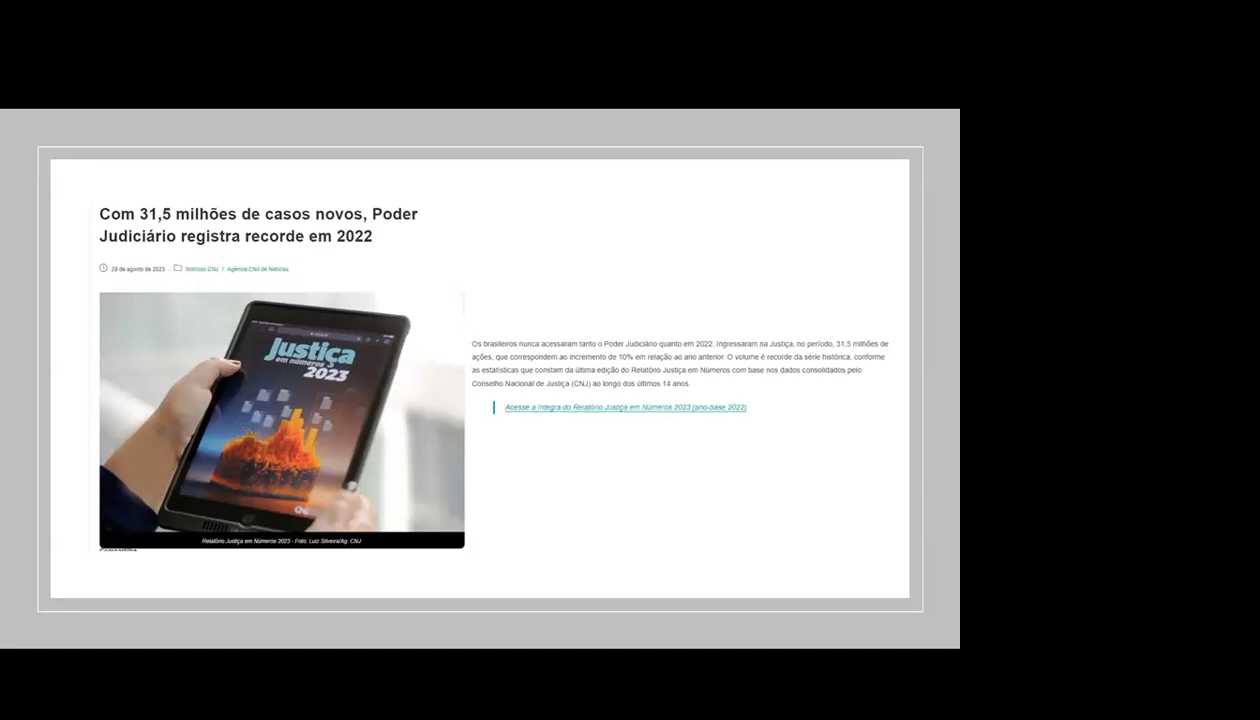 Com 31,5 milhões de casos novos, Poder
Judiciário registra recorde em 2022
29 de agosto de 2023 - Notícias CNJ / Agência CNJ de Notícias
Justiça
em números
2023
CNJ
Relatório Justiça em Números 2023 - Foto: Luiz Silveira/Ag. CNJ
Os brasileiros nunca acessaram tanto o Poder Judiciário quanto em 2022. Ingressaram na Justiça, no período, 31,5 milhões de
ações, que correspondem ao incremento de 10% em relação ao ano anterior. O volume é recorde da série histórica, conforme
as estatísticas que constam da última edição do Relatório Justiça em Números com base nos dados consolidados pelo
Conselho Nacional de Justiça (CNJ) ao longo dos últimos 14 anos.
Acesse a íntegra do Relatório Justiça em Números 2023 (ano-base 2022)